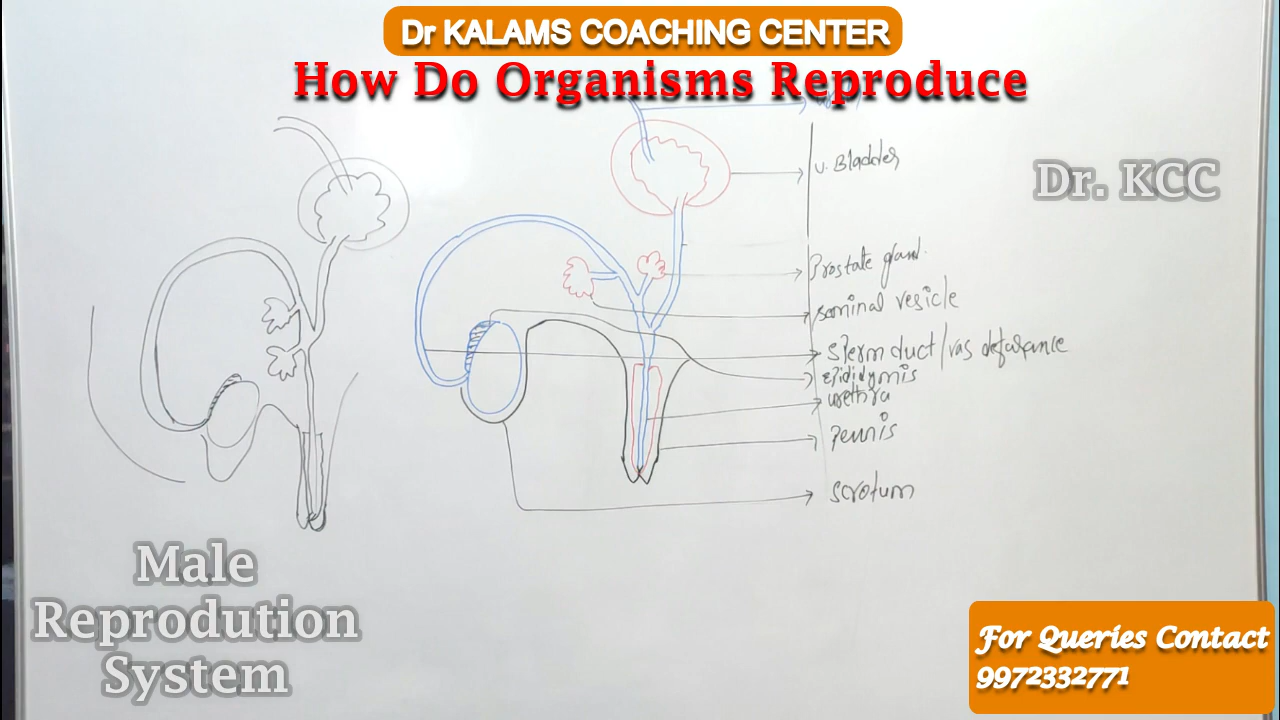 Dr KALAMS COACHING CENTER
How Do Organisms Reproduce
U. Bladder
Dr. KCC
Prostate gland.
seminal vesicle
Sperm duct/vas deferance
epididymis
urethra
Pennis
scrotum
Male
Reprodution
System
For Queries Contact
9972332771